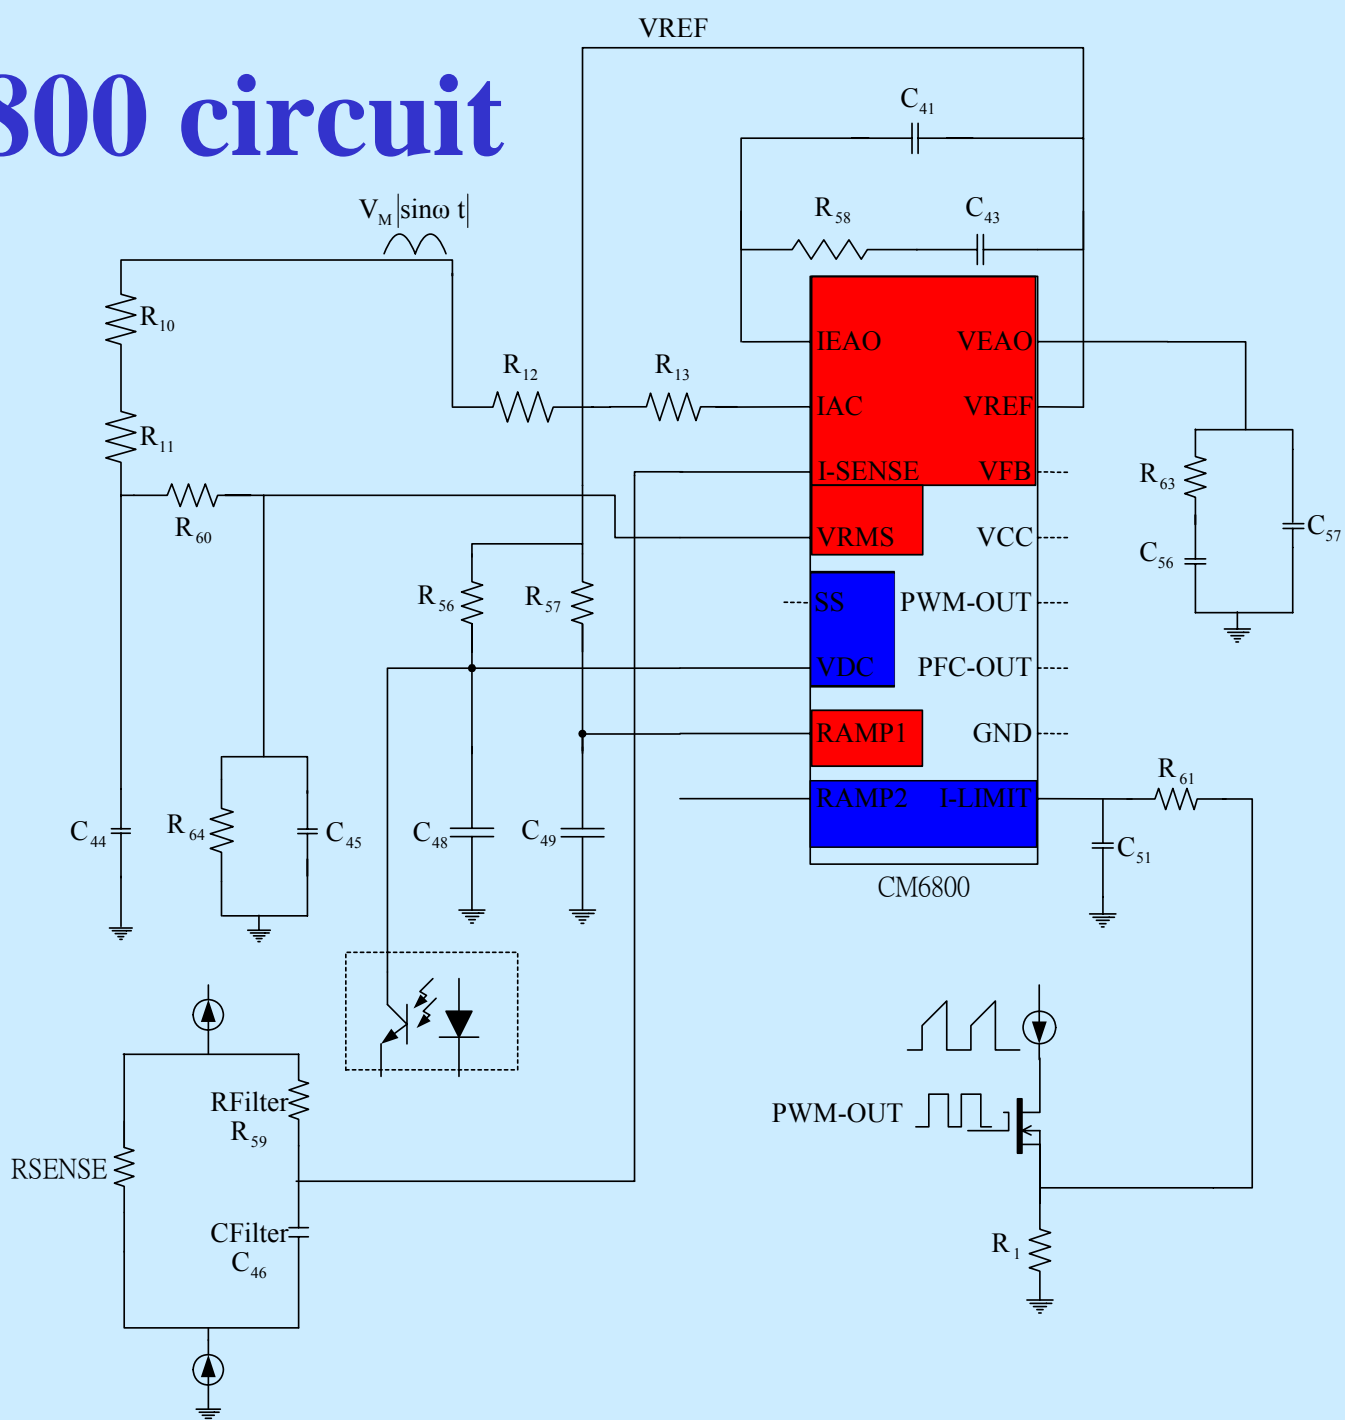 VREF
800 circuit
C41
VM|sinω t|
R58
C43
R10
IEAO
VEAO
R12
R13
IAC
VREF
R11
I-SENSE
VFB
R63
R60
VRMS
VCC
C57
C56
R56
R57
SS
PWM-OUT
VDC
PFC-OUT
RAMP1
GND
R61
RAMP2
I-LIMIT
C44
R64
C45
C48
C49
C51
CM6800
RFilter
R59
PWM-OUT
RSENSE
CFilter
C46
R1